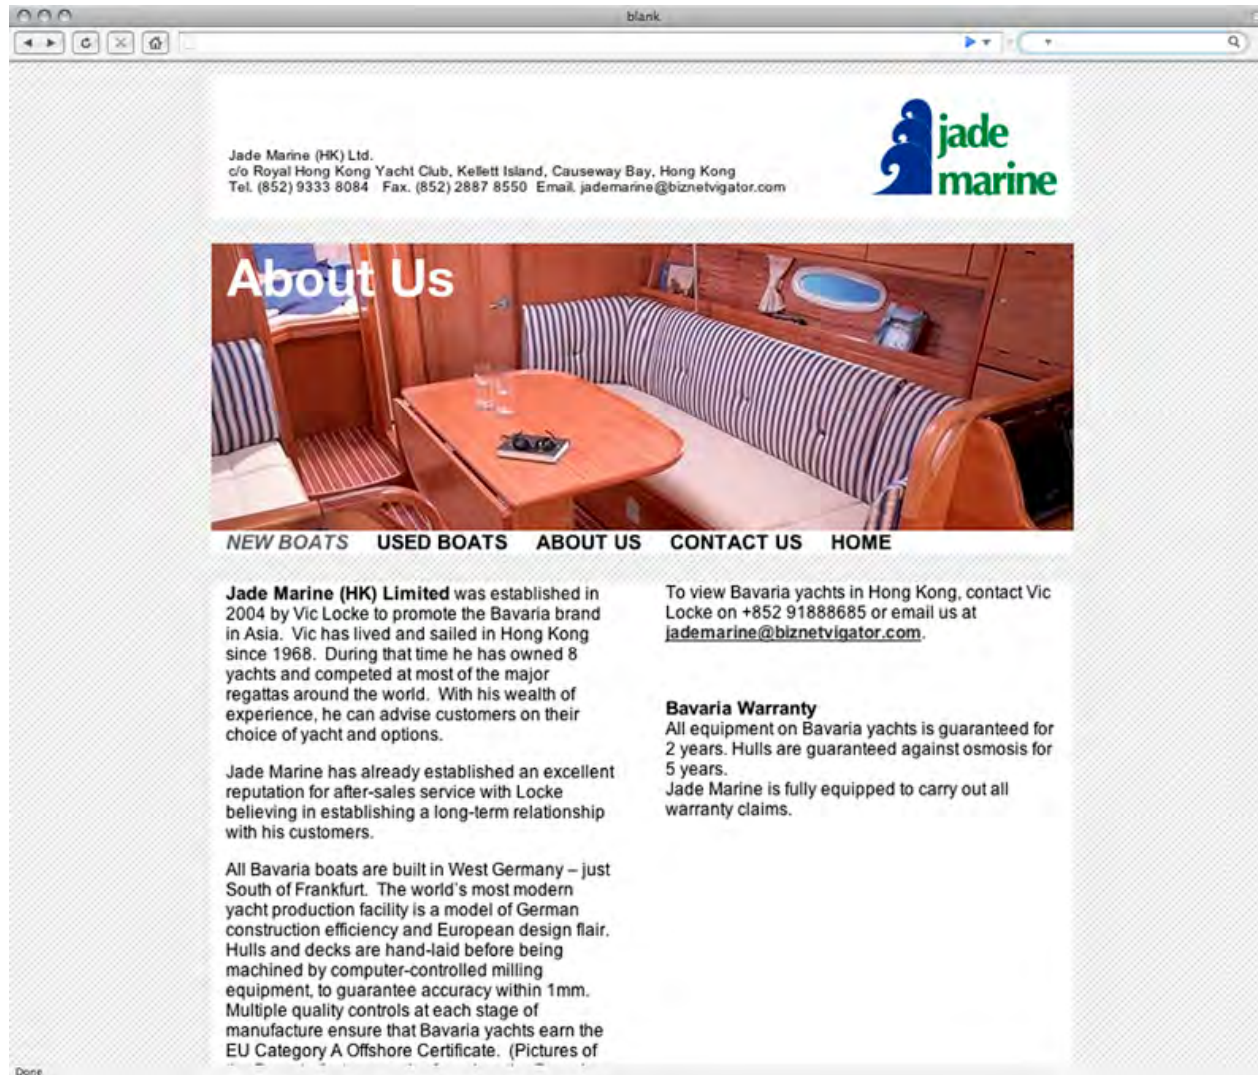 blank
Jade Marine (HK) Ltd.
c/o Royal Hong Kong Yacht Club, Kellett Island, Causeway Bay, Hong Kong
Tel. (852) 9333 8084 Fax. (852) 2887 8550 Email. jademarine@biznetvigator.com
jade
marine
About Us
NEW BOATS USED BOATS ABOUT US CONTACT US HOME
Jade Marine (HK) Limited was established in
2004 by Vic Locke to promote the Bavaria brand
in Asia. Vic has lived and sailed in Hong Kong
since 1968. During that time he has owned 8
yachts and competed at most of the major
regattas around the world. With his wealth of
experience, he can advise customers on their
choice of yacht and options.
Jade Marine has already established an excellent
reputation for after-sales service with Locke
believing in establishing a long-term relationship
with his customers.
All Bavaria boats are built in West Germany – just
South of Frankfurt. The world's most modern
yacht production facility is a model of German
construction efficiency and European design flair.
Hulls and decks are hand-laid before being
machined by computer-controlled milling
equipment, to guarantee accuracy within 1mm.
Multiple quality controls at each stage of
manufacture ensure that Bavaria yachts earn the
EU Category A Offshore Certificate. (Pictures of
To view Bavaria yachts in Hong Kong, contact Vic
Locke on +852 91888685 or email us at
jademarine@biznetvigator.com.
Bavaria Warranty
All equipment on Bavaria yachts is guaranteed for
2 years. Hulls are guaranteed against osmosis for
5 years.
Jade Marine is fully equipped to carry out all
warranty claims.
Done